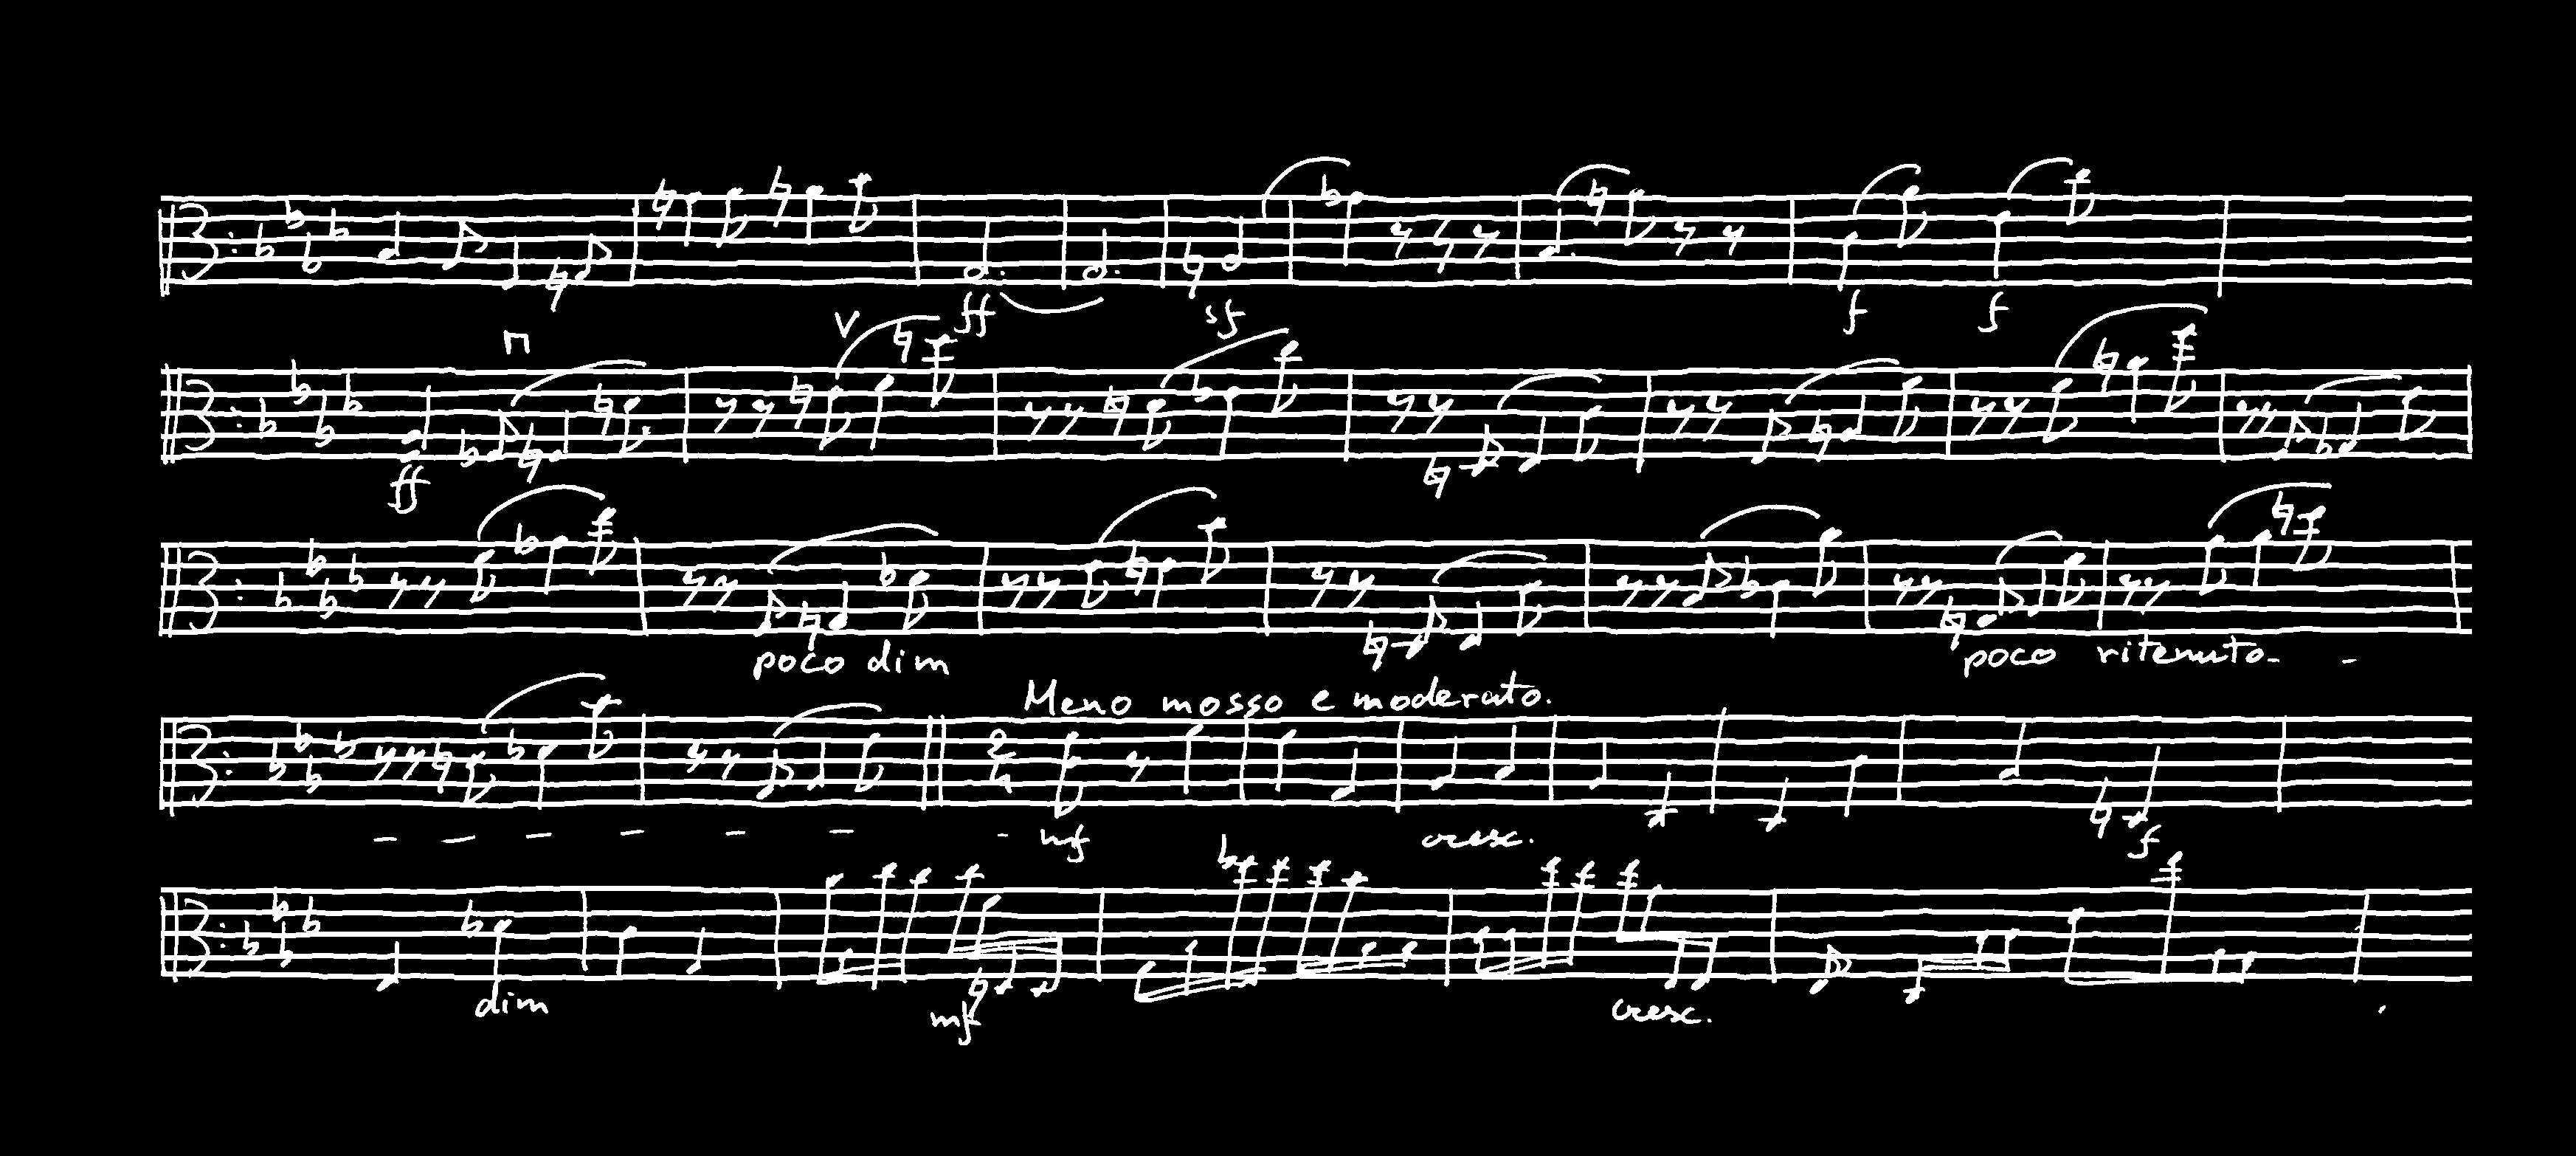 ff sf f f
ff
poco dim poco ritenuto
Meno mosso e moderato.
mf cresc. f
dim mf cresc.